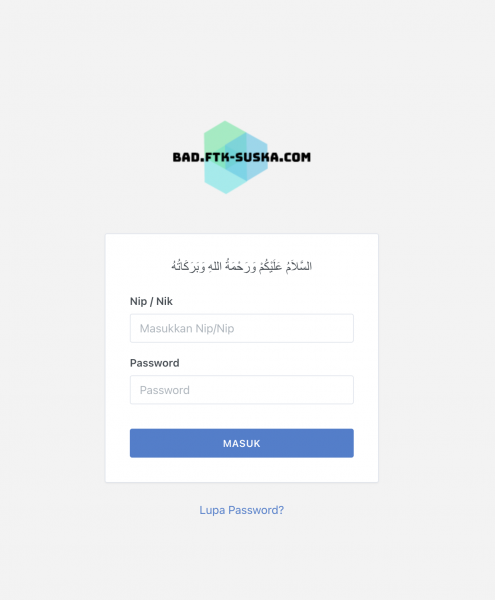 BAD.FTK-SUSKA.COM
السَّلاَمُ عَلَيْكُمْ وَرَحْمَةُ اللهِ وَبَرَكَاتُهُ
Nip / Nik
Masukkan Nip/Nip
Password
Password
MASUK
Lupa Password?